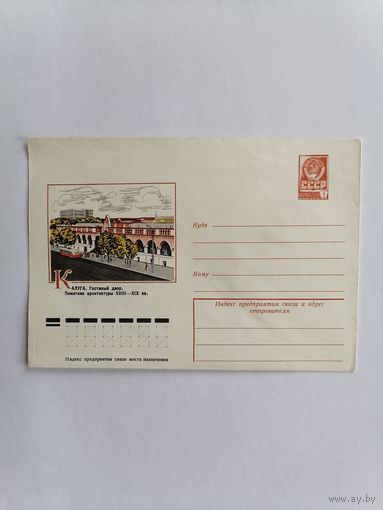 СССР
4
Куда
Кому
КАЛУГА. Гостиный двор.
Памятник архитектуры XVIII—XIX вв.
Индекс предприятия связи и адрес
отправителя
Индекс предприятия связи места назначения
www.ay.by